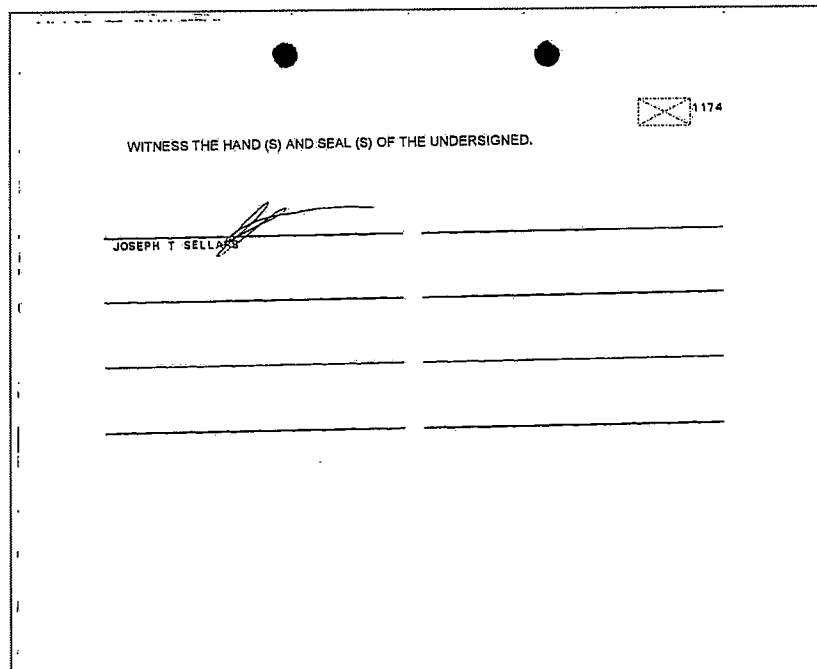 1174
WITNESS THE HAND (S) AND SEAL (S) OF THE UNDERSIGNED.
JOSEPH T SELLARS